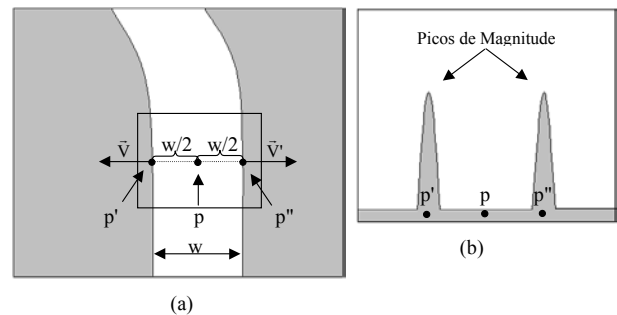 V⃗ w/2 w/2 V⃗'
p' p p"
w
(a)
Picos de Magnitude
p' p p"
(b)